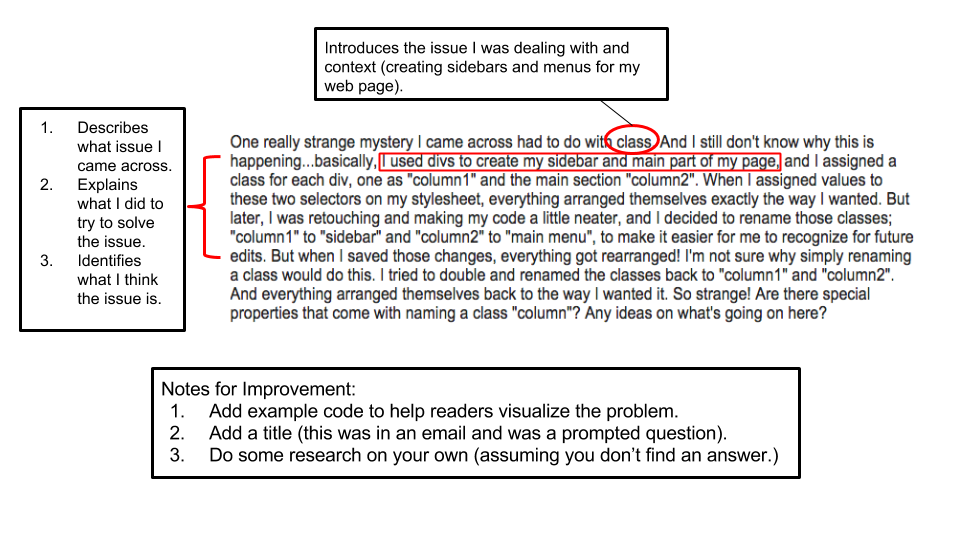 Introduces the issue I was dealing with and
context (creating sidebars and menus for my
web page).
1. Describes
what issue I
came across.
2. Explains
what I did to
try to solve
the issue.
3. Identifies
what I think
the issue is.
One really strange mystery I came across had to do with class. And I still don't know why this is
happening...basically, I used divs to create my sidebar and main part of my page, and I assigned a
class for each div, one as "column1" and the main section "column2". When I assigned values to
these two selectors on my stylesheet, everything arranged themselves exactly the way I wanted. But
later, I was retouching and making my code a little neater, and I decided to rename those classes;
"column1" to "sidebar" and "column2" to "main menu", to make it easier for me to recognize for future
edits. But when I saved those changes, everything got rearranged! I'm not sure why simply renaming
a class would do this. I tried to double and renamed the classes back to "column1" and "column2".
And everything arranged themselves back to the way I wanted it. So strange! Are there special
properties that come with naming a class "column"? Any ideas on what's going on here?
Notes for Improvement:
1. Add example code to help readers visualize the problem.
2. Add a title (this was in an email and was a prompted question).
3. Do some research on your own (assuming you don't find an answer.)